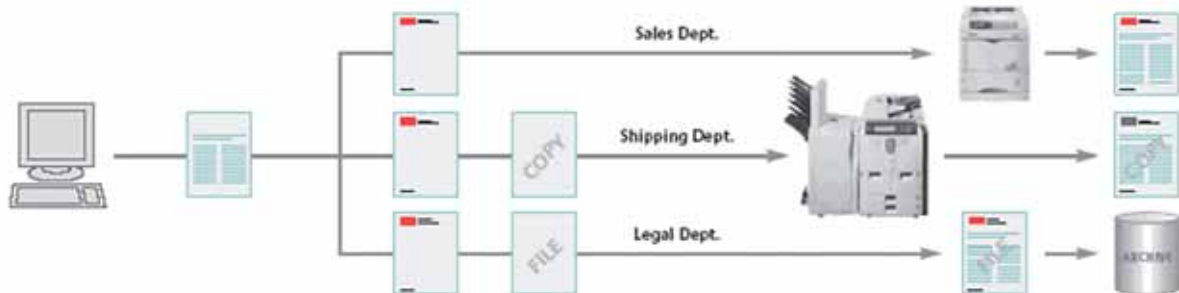 Sales Dept.
COPY
Shipping Dept.
COPY
FILE
Legal Dept.
FILE
ARCHIVE